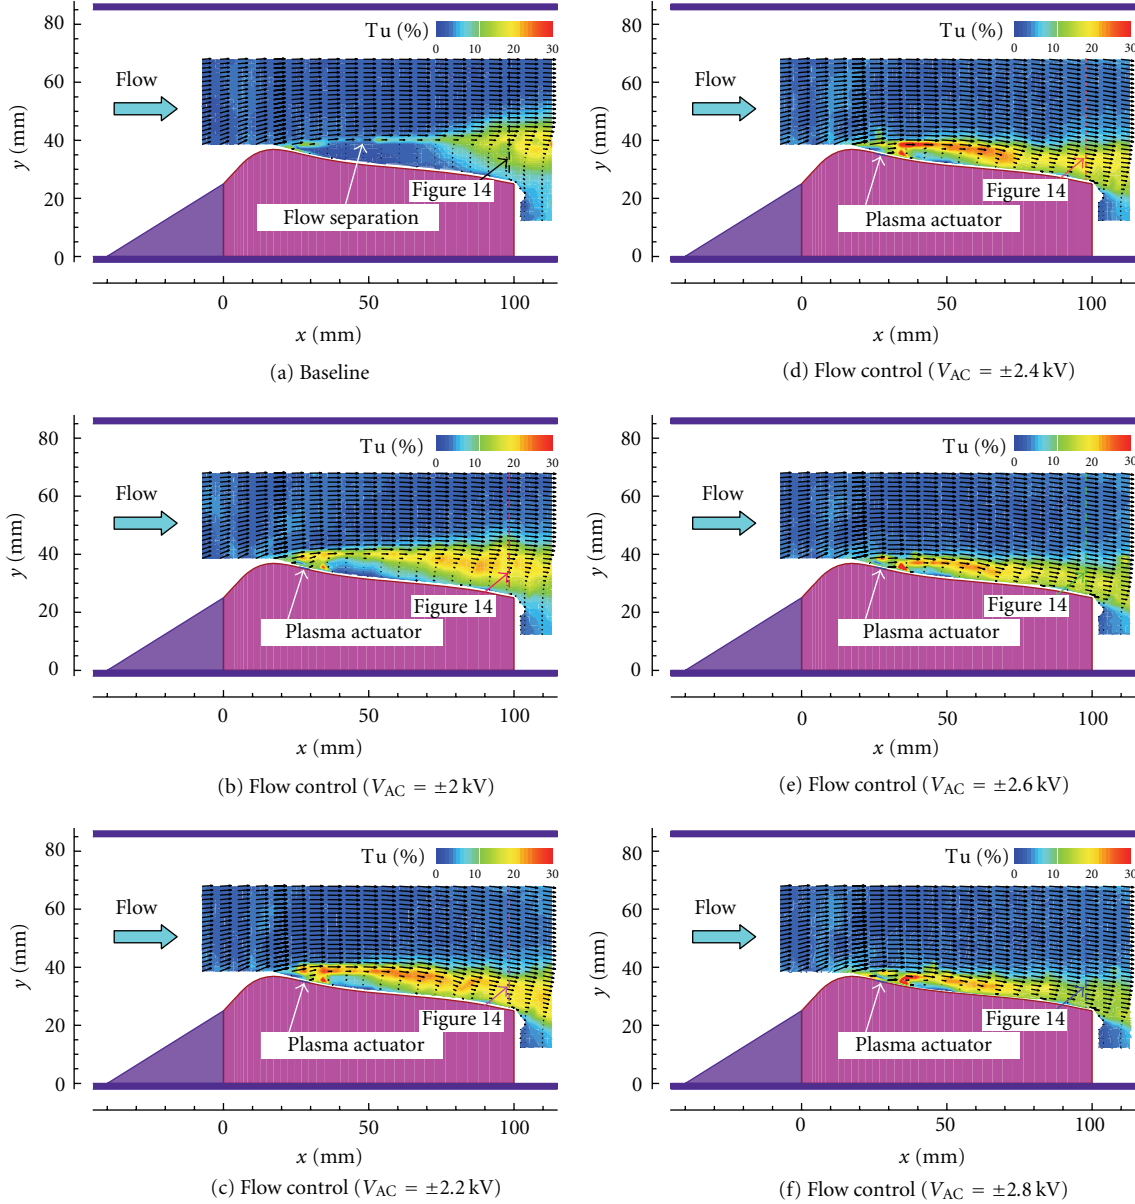 80
60
40
20
0
y (mm)
Tu (%)
0 10 20 30
Flow
Figure 14
Flow separation
0 50 100
x (mm)
(a) Baseline
80
60
40
20
0
y (mm)
Tu (%)
0 10 20 30
Flow
Figure 14
Plasma actuator
0 50 100
x (mm)
(b) Flow control (VAC = ±2 kV)
80
60
40
20
0
y (mm)
Tu (%)
0 10 20 30
Flow
Figure 14
Plasma actuator
0 50 100
x (mm)
(c) Flow control (VAC = ±2.2 kV)
80
60
40
20
0
y (mm)
Tu (%)
0 10 20 30
Flow
Figure 14
Plasma actuator
0 50 100
x (mm)
(d) Flow control (VAC = ±2.4 kV)
80
60
40
20
0
y (mm)
Tu (%)
0 10 20 30
Flow
Figure 14
Plasma actuator
0 50 100
x (mm)
(e) Flow control (VAC = ±2.6 kV)
80
60
40
20
0
y (mm)
Tu (%)
0 10 20 30
Flow
Figure 14
Plasma actuator
0 50 100
x (mm)
(f) Flow control (VAC = ±2.8 kV)